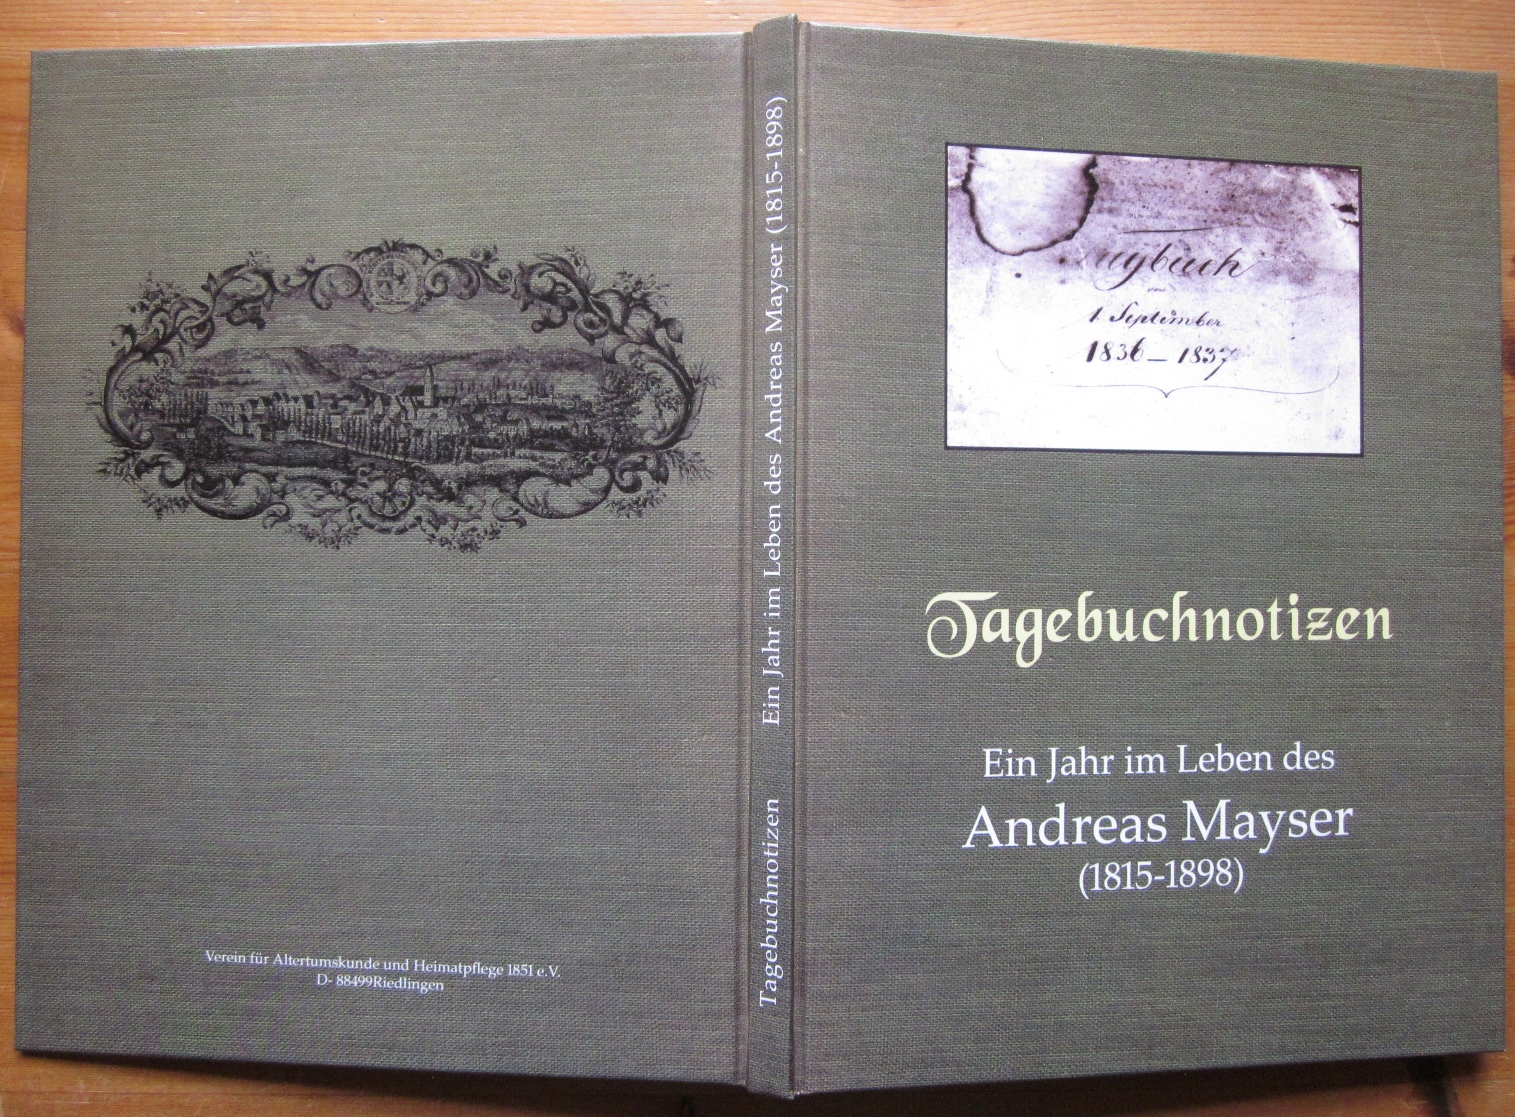 Verein für Altertumskunde und Heimatpflege 1851 e.V.
D- 88499Riedlingen
Tagebuchnotizen Ein Jahr im Leben des Andreas Mayser (1815-1898)
1 September
1836 – 1837
Tagebuchnotizen
Ein Jahr im Leben des
Andreas Mayser
(1815-1898)